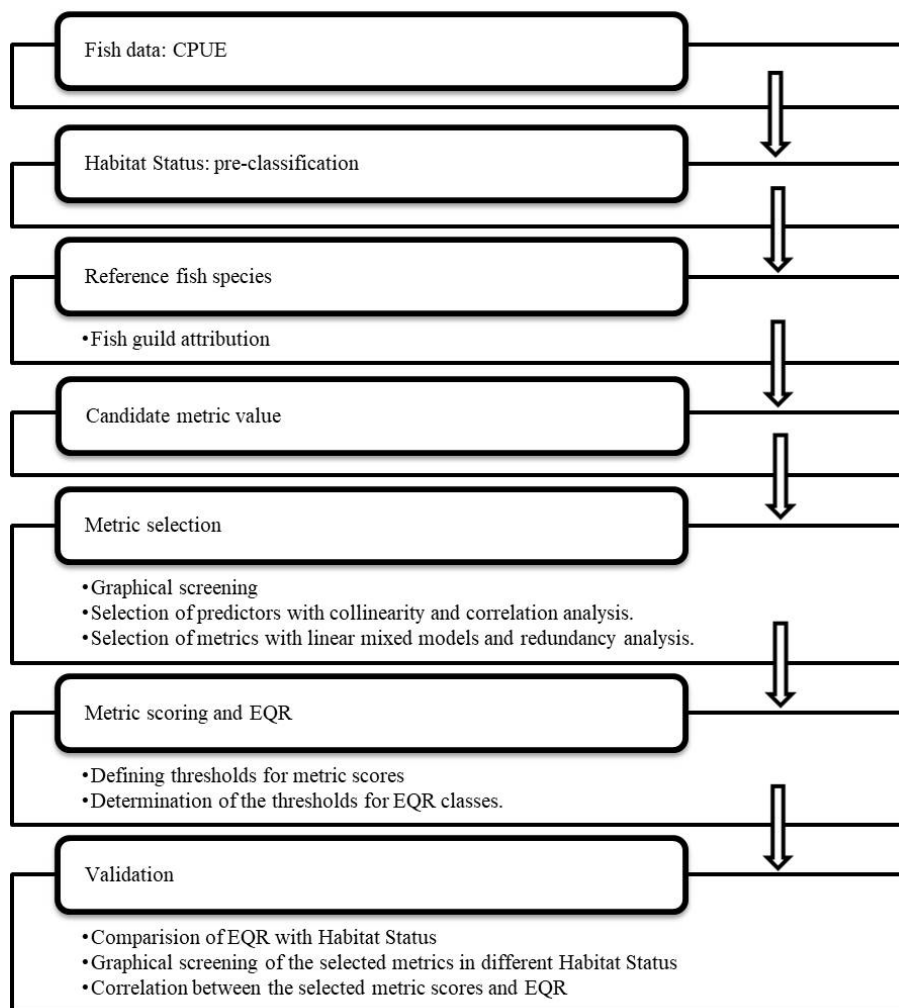 Fish data: CPUE
Habitat Status: pre-classification
Reference fish species
•Fish guild attribution
Candidate metric value
Metric selection
•Graphical screening
•Selection of predictors with collinearity and correlation analysis.
•Selection of metrics with linear mixed models and redundancy analysis.
Metric scoring and EQR
•Defining thresholds for metric scores
•Determination of the thresholds for EQR classes.
Validation
•Comparision of EQR with Habitat Status
•Graphical screening of the selected metrics in different Habitat Status
•Correlation between the selected metric scores and EQR